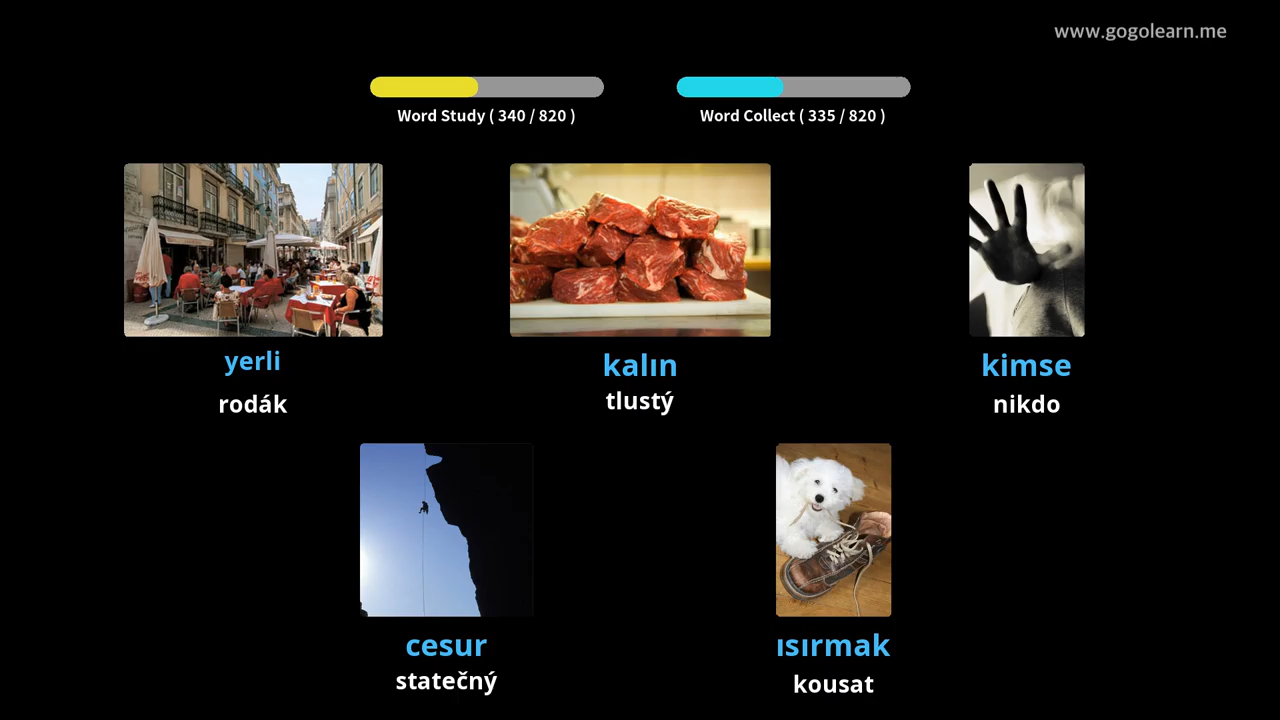 www.gogolearn.me
Word Study ( 340 / 820 )
Word Collect ( 335 / 820 )
yerli
rodák
kalın
tlustý
kimse
nikdo
cesur
statečný
ısırmak
kousat